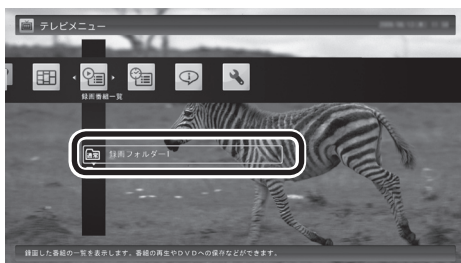 テレビメニュー
録画番組一覧
通常 録画フォルダー1
録画した番組の一覧を表示します。番組の再生やDVDへの保存などができます。